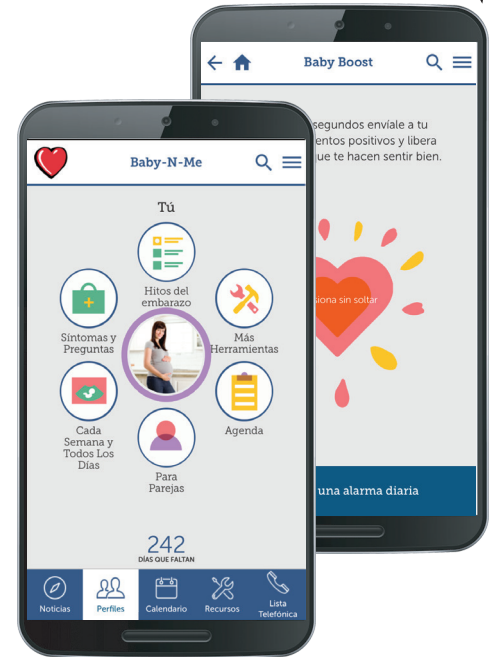 Baby Boost
segundos envíale a tu
entos positivos y libera
ue te hacen sentir bien.
siona sin soltar
una alarma diaria
Baby-N-Me
Tú
Hitos del
embarazo
Síntomas y
Preguntas
Más
Herramientas
Cada
Semana y
Todos Los
Días
Agenda
Para
Parejas
242
DÍAS QUE FALTAN
Noticias
Perfiles
Calendario
Recursos
Lista
Telefónica